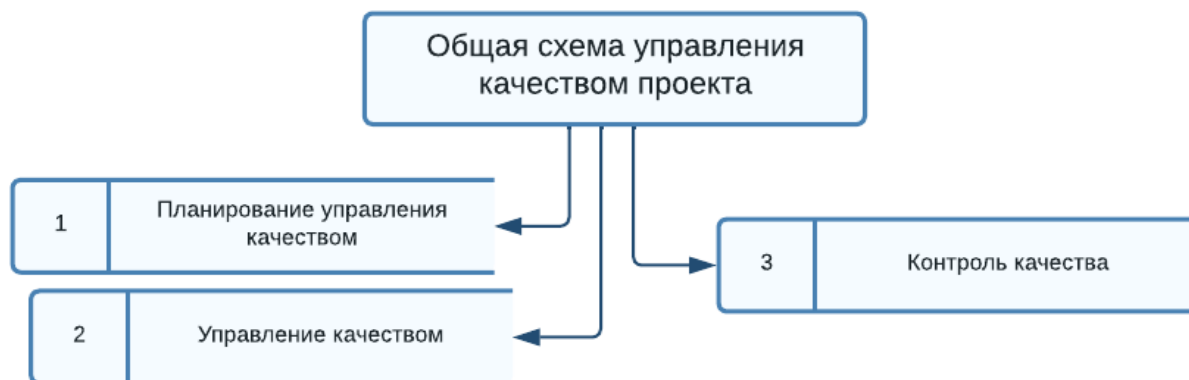 Общая схема управления
качеством проекта
1
Планирование управления
качеством
2
Управление качеством
3
Контроль качества